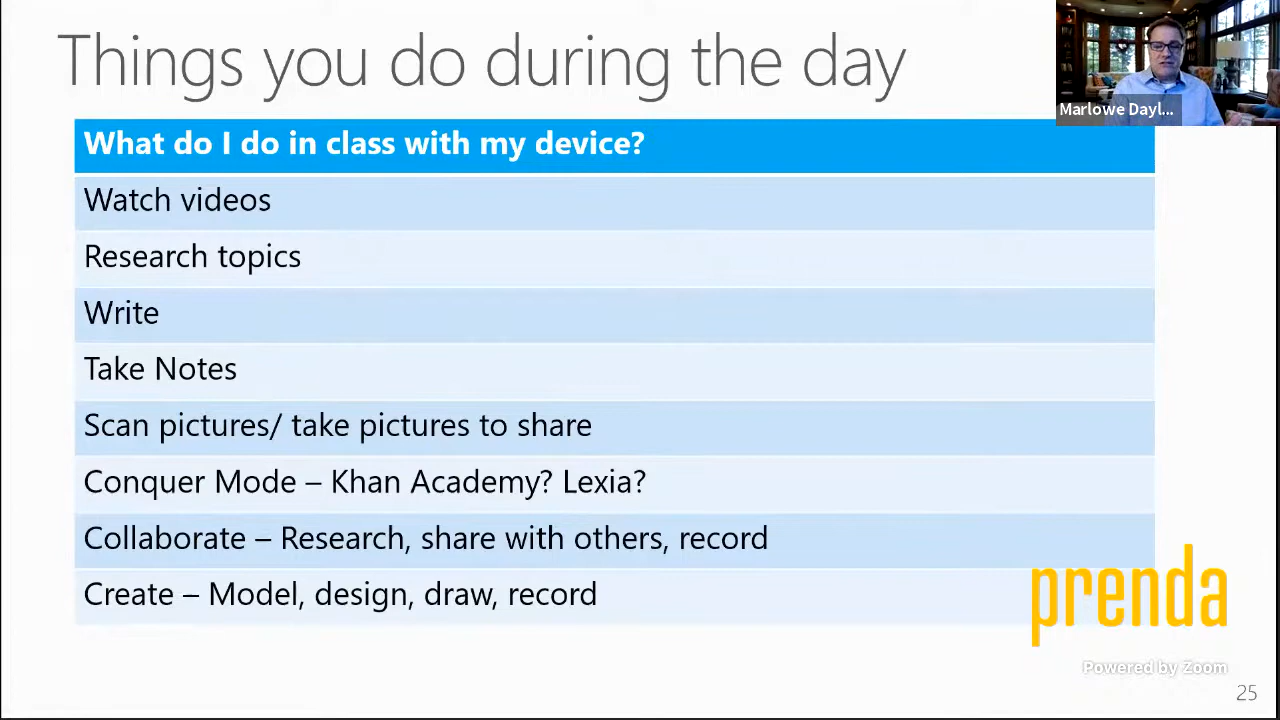 Things you do during the day
Marlowe Dayl...
What do I do in class with my device?
Watch videos
Research topics
Write
Take Notes
Scan pictures/ take pictures to share
Conquer Mode – Khan Academy? Lexia?
Collaborate – Research, share with others, record
Create – Model, design, draw, record
prenda
Powered by Zoom
25